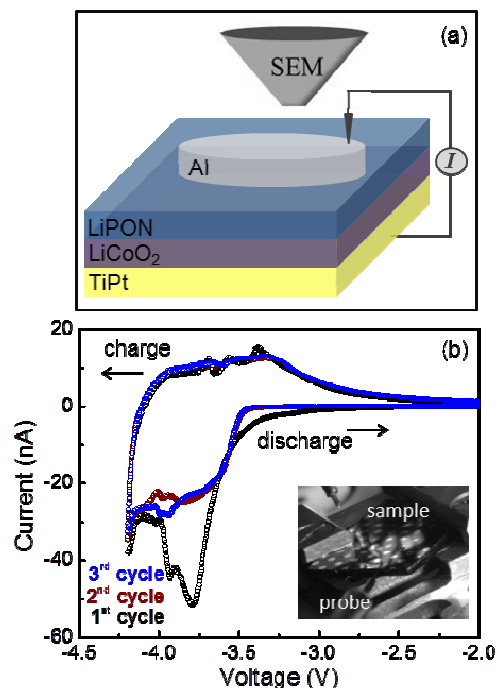 (a)
SEM
Al
I
LiPON
LiCoO₂
TiPt
(b)
charge
discharge
sample
probe
3rd cycle
2nd cycle
1st cycle
20
0
-20
-40
-60
Current (nA)
-4.5 -4.0 -3.5 -3.0 -2.5 -2.0
Voltage (V)